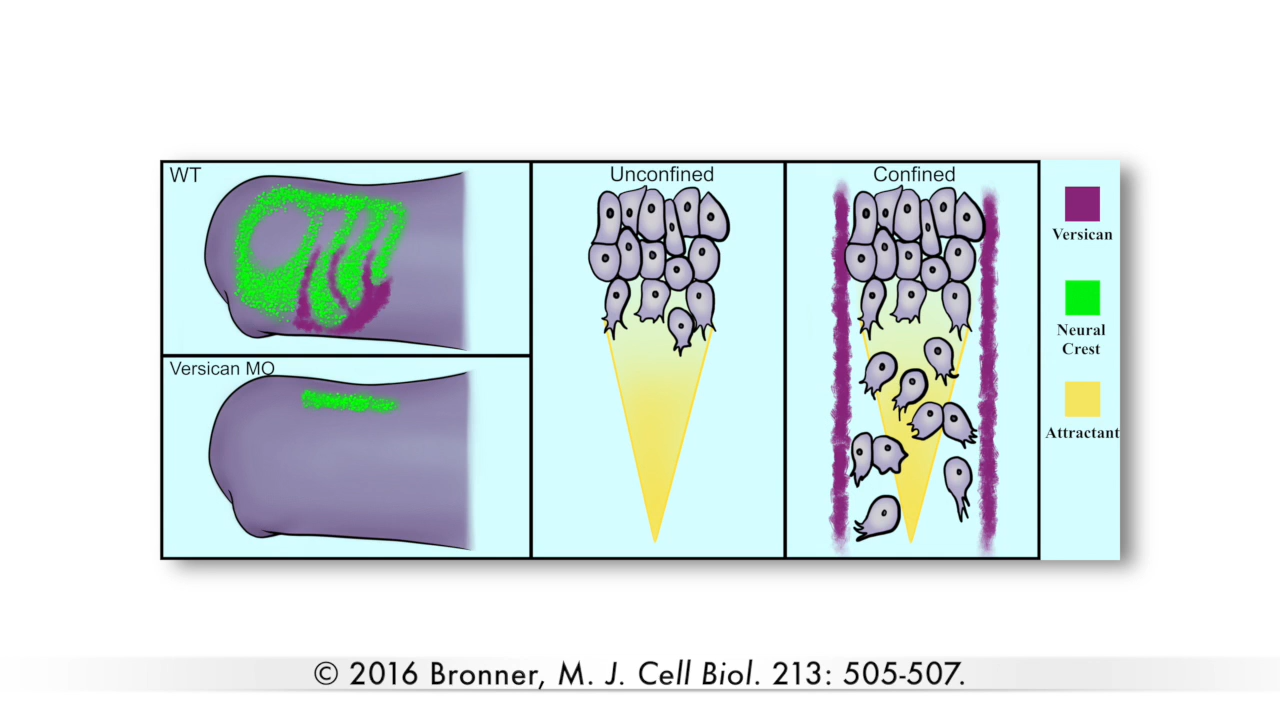 WT
Versican MO
Unconfined
Confined
Versican
Neural
Crest
Attractant
© 2016 Bronner, M. J. Cell Biol. 213: 505-507.